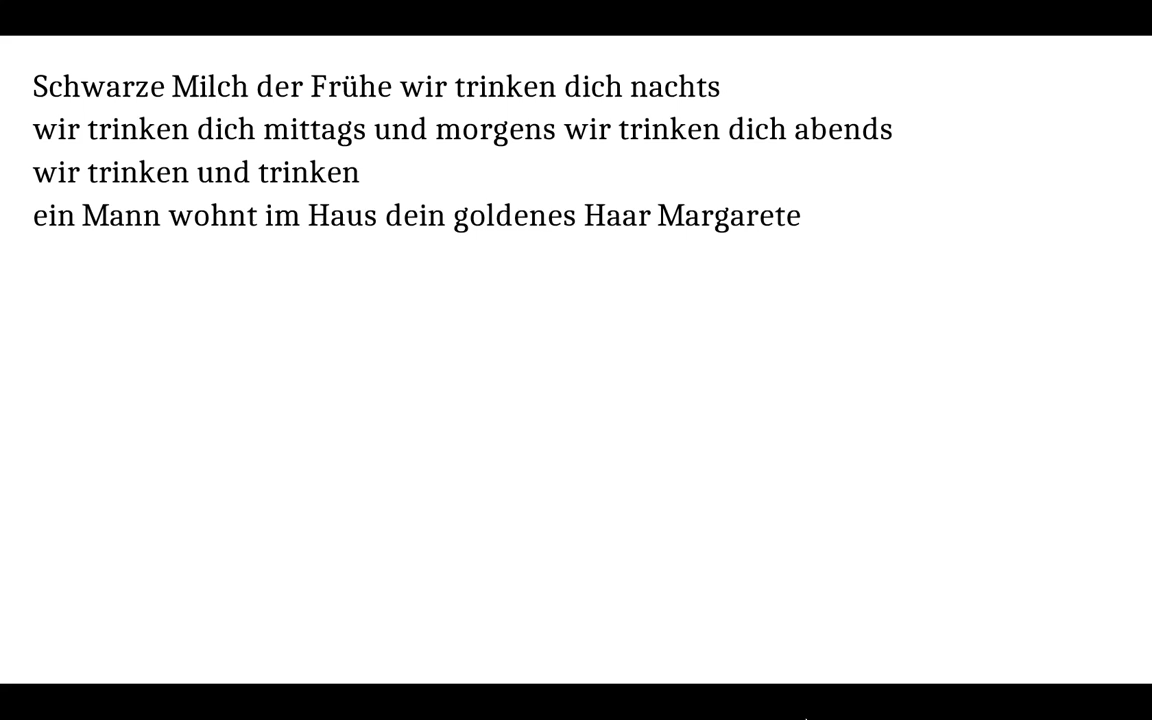 Schwarze Milch der Frühe wir trinken dich nachts
wir trinken dich mittags und morgens wir trinken dich abends
wir trinken und trinken
ein Mann wohnt im Haus dein goldenes Haar Margarete